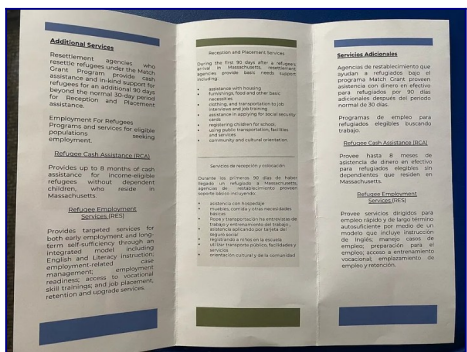 Additional Services
Resettlement agencies who
resettle refugees under the Match
Grant Program provide cash
assistance and in-kind support for
refugees for an additional 90 days
beyond the normal 30-day period
for Reception and Placement
assistance.
Employment For Refugees
Programs and services for eligible
populations seeking
employment.
Refugee Cash Assistance (RCA)
Provides up to 8 months of cash
assistance for income-eligible
refugees without dependent
children, who reside in
Massachusetts.
Refugee Employment
Services (RES)
Provides targeted services for
both early employment and long-
term self-sufficiency through an
integrated model including
English and Literacy instruction;
employment-related case
management; employment
readiness; access to vocational
skill trainings; and job placement,
retention and upgrade services.
Reception and Placement Services
During the first 90 days after a refugee's
arrival in Massachusetts, resettlement
agencies provide basic needs support
including:
assistance with housing
furnishings, food and other basic
necessities
clothing, and transportation to job
interviews and job training
assistance in applying for social security
cards
registering children for school
using public transportation, facilities
and services
community and cultural orientation
Servicios de recepción y colocación
Durante los primeros 90 días de haber
llegado un refugiado a Massachusetts,
agencias de restablecimiento proveen
soporte básico incluyendo:
asistencia con hospedaje
muebles, comida y otras necesidades
básicas
Ropa y transportación a entrevistas de
trabajo y entrenamiento del trabajo
asistencia aplicando por tarjeta del
seguro social
registrando a niños en la escuela
utilizar transporte público, facilidades y
servicios
orientación cultural y de la comunidad
Servicios Adicionales
Agencias de restablecimiento que
ayudan a refugiados bajo el
programa Match Grant proveen
asistencia con dinero en efectivo
para refugiados por 90 días
adicionales después del periodo
normal de 30 días.
Programas de empleo para
refugiados elegibles buscando
trabajo.
Refugee Cash Assistance (RCA)
Provee hasta 8 meses de
asistencia de dinero en efectivo
para refugiados elegibles sin
dependientes que residen en
Massachusetts.
Refugee Employment
Services (RES)
Provee servicios dirigidos para
empleo rápido y de largo término
autosuficiente por medio de un
modelo que incluye instrucción
de Inglés; manejo casos de
empleo; preparación para el
empleo; acceso a entrenamiento
vocacional; emplazamiento de
empleo y retención.